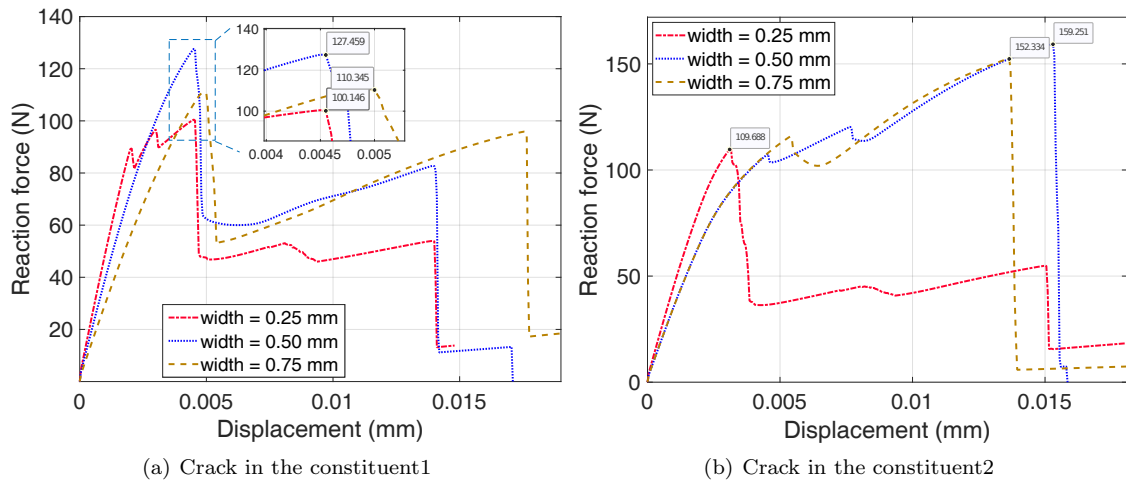 140
120
100
80
60
40
20
0
0.005
0.01
0.015
Reaction force (N)
Displacement (mm)
140
120
100
0.004
0.0045
0.005
127.459
110.345
100.146
width = 0.25 mm
width = 0.50 mm
width = 0.75 mm
(a) Crack in the constituent1
150
100
50
0
0
0.005
0.01
0.015
Reaction force (N)
Displacement (mm)
width = 0.25 mm
width = 0.50 mm
width = 0.75 mm
109.688
152.334
159.251
(b) Crack in the constituent2